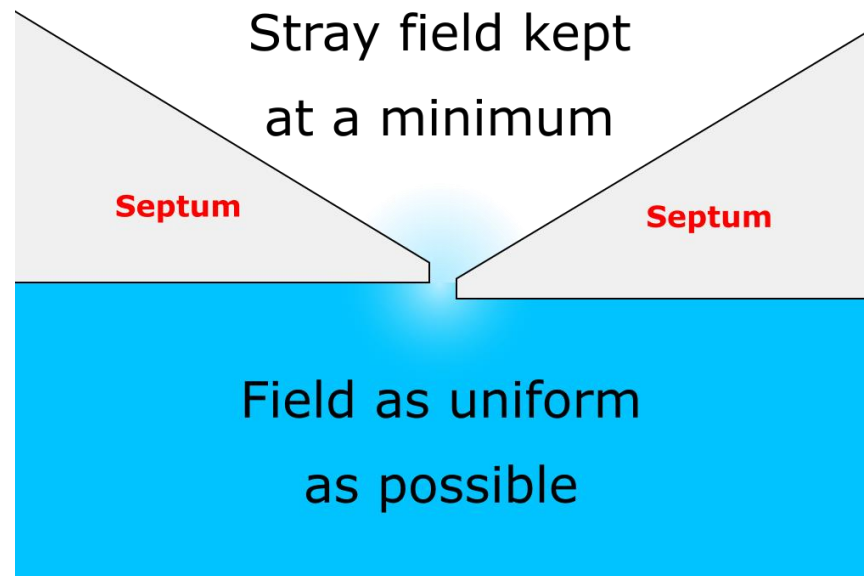 Stray field kept
at a minimum
Septum
Septum
Field as uniform
as possible